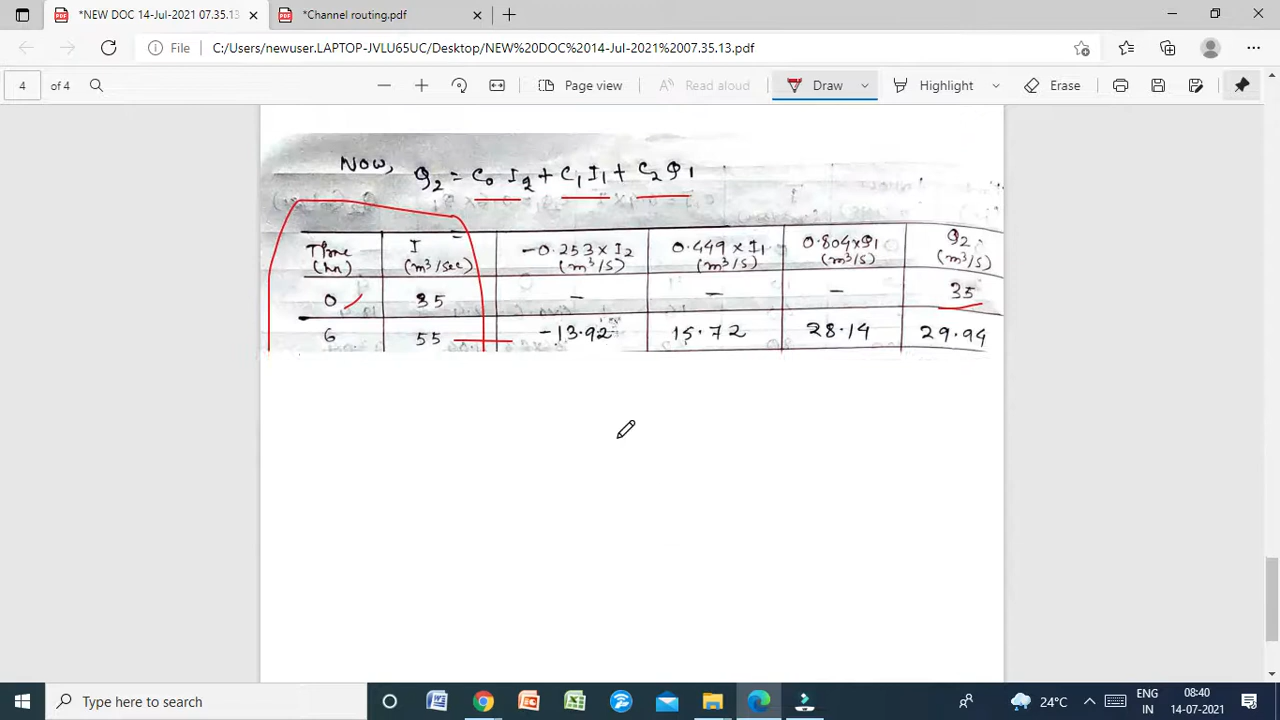 *NEW DOC 14-Jul-2021 07.35.13
*Channel routing.pdf
File C:/Users/newuser.LAPTOP-JVLU65UC/Desktop/NEW%20DOC%2014-Jul-2021%2007.35.13.pdf
4 of 4 Page view Read aloud Draw Highlight Erase
Now, Q2 = C0 I2 + C1 I1 + C2 Q1
Time (hr) I (m³/sec) -0.253 x I2 (m³/s) 0.449 x I1 (m³/s) 0.804xQ1 (m³/s) Q2 (m³/s)
0 35 - - - 35
6 55 -13.92 15.72 28.14 29.94
Type here to search 24°C ENG IN 08:40 14-07-2021